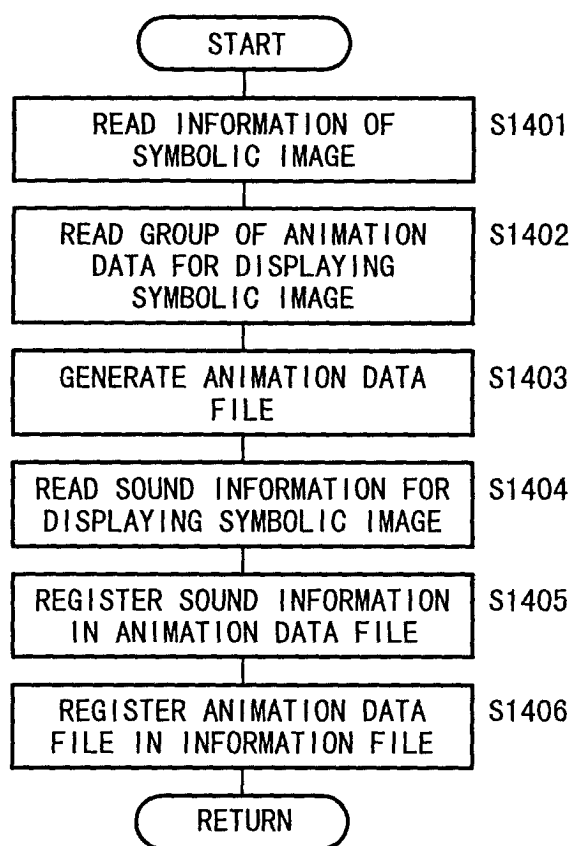 START
READ INFORMATION OF
SYMBOLIC IMAGE
S1401
READ GROUP OF ANIMATION
DATA FOR DISPLAYING
SYMBOLIC IMAGE
S1402
GENERATE ANIMATION DATA
FILE
S1403
READ SOUND INFORMATION FOR
DISPLAYING SYMBOLIC IMAGE
S1404
REGISTER SOUND INFORMATION
IN ANIMATION DATA FILE
S1405
REGISTER ANIMATION DATA
FILE IN INFORMATION FILE
S1406
RETURN